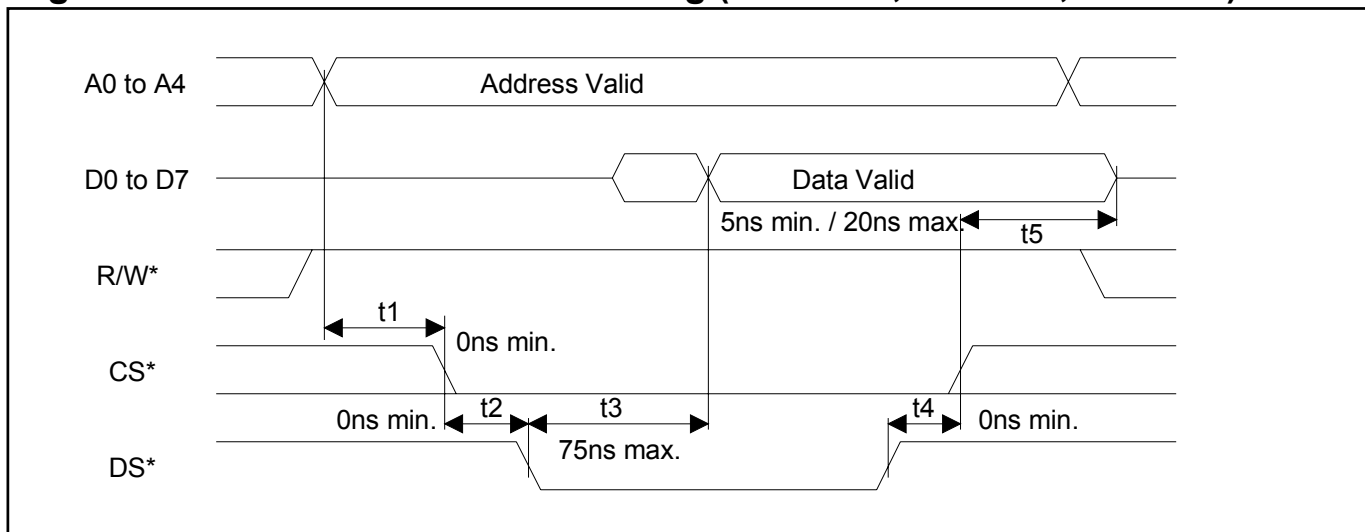 A0 to A4
Address Valid
D0 to D7
Data Valid
5ns min. / 20ns max.
t5
R/W*
t1
0ns min.
CS*
0ns min.
t2
t3
t4
0ns min.
75ns max.
DS*